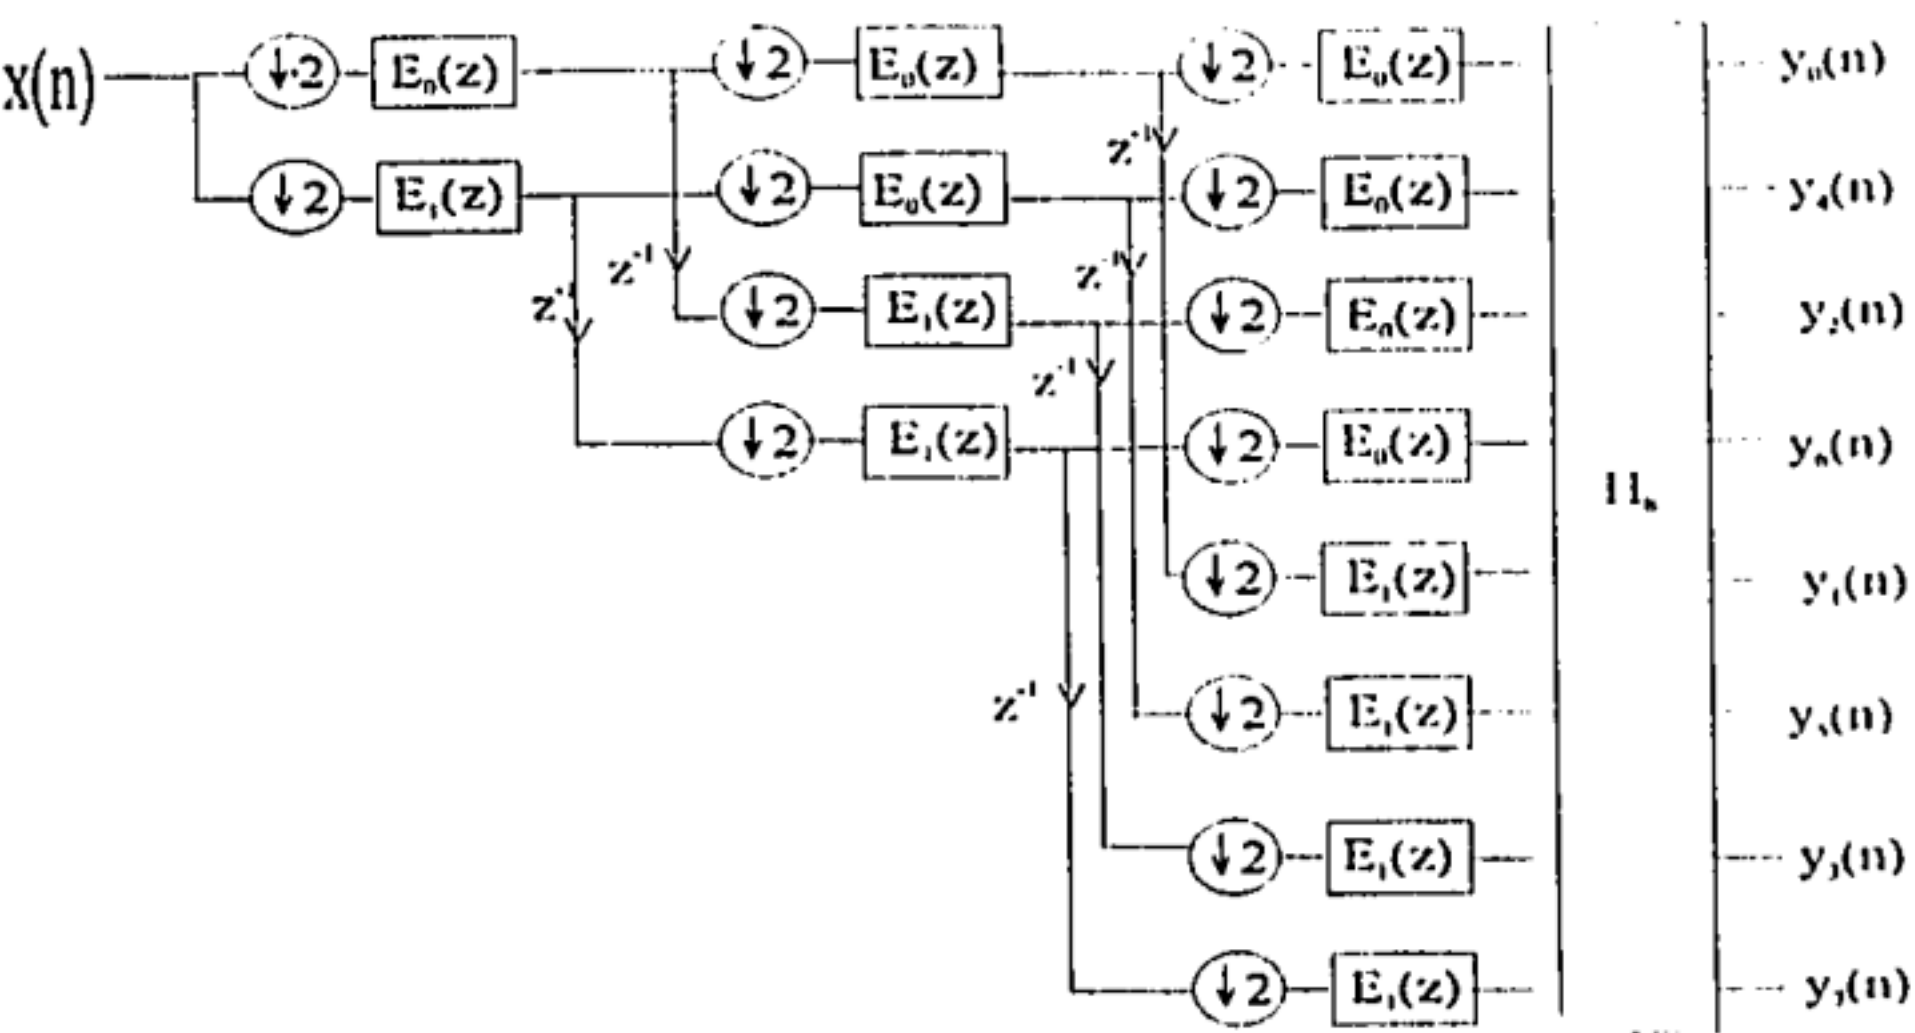 x(n) ↓2 E₀(z) ↓2 E₀(z) ↓2 E₀(z) y₀(n)
z⁻¹
↓2 E₁(z) ↓2 E₀(z) ↓2 E₀(z) y₄(n)
z⁻¹ z⁻¹
z⁻¹ ↓2 E₁(z) ↓2 E₀(z) y₂(n)
z⁻¹
↓2 E₁(z) ↓2 E₀(z) y₆(n)
H₈
↓2 E₁(z) y₁(n)
z⁻¹ ↓2 E₁(z) y₅(n)
↓2 E₁(z) y₃(n)
↓2 E₁(z) y₇(n)